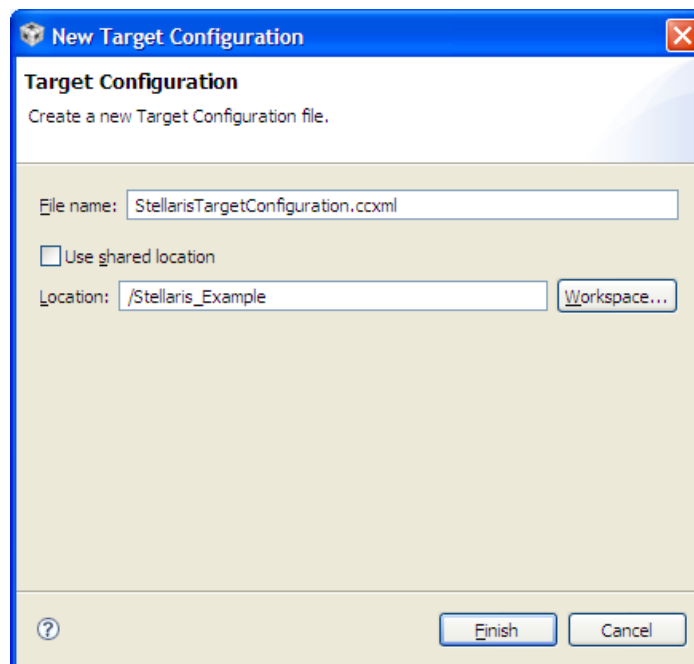 New Target Configuration
Target Configuration
Create a new Target Configuration file.
File name: StellarisTargetConfiguration.ccxml
Use shared location
Location: /Stellaris_Example Workspace...
? Finish Cancel